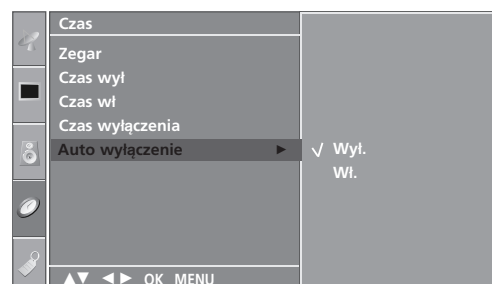 Czas
Zegar
Czas wył
Czas wł
Czas wyłączenia
Auto wyłączenie ► √ Wył.
Wł.
▲▼ ◄► OK MENU